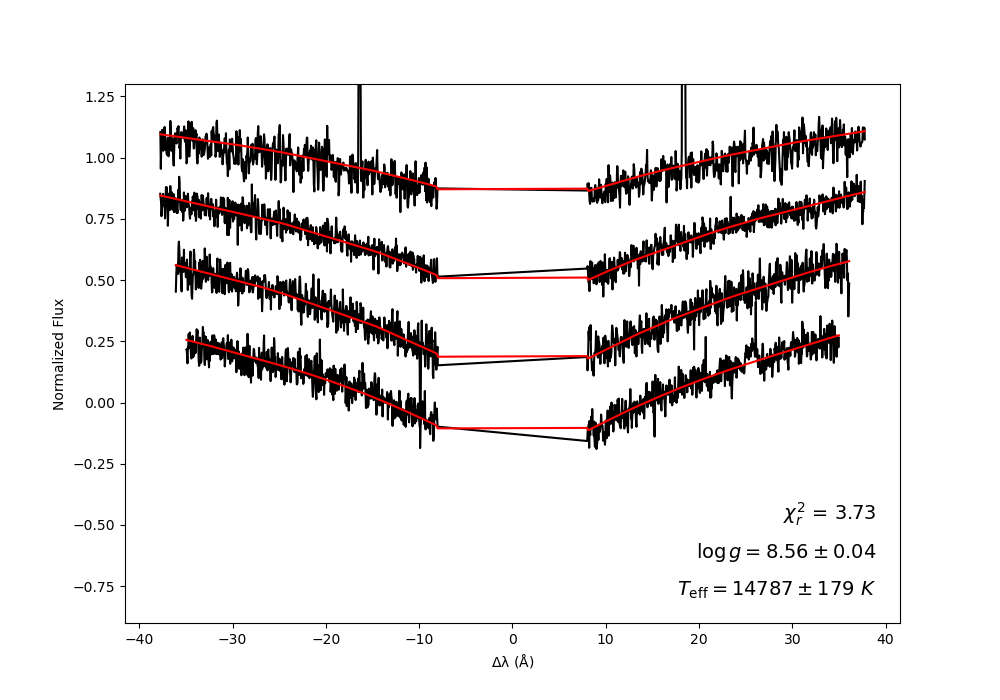 1.25
1.00
0.75
0.50
0.25
0.00
−0.25
−0.50
−0.75
Normalized Flux
χ²ᵣ = 3.73
log g = 8.56 ± 0.04
T_eff = 14787 ± 179 K
−40 −30 −20 −10 0 10 20 30 40
Δλ (Å)